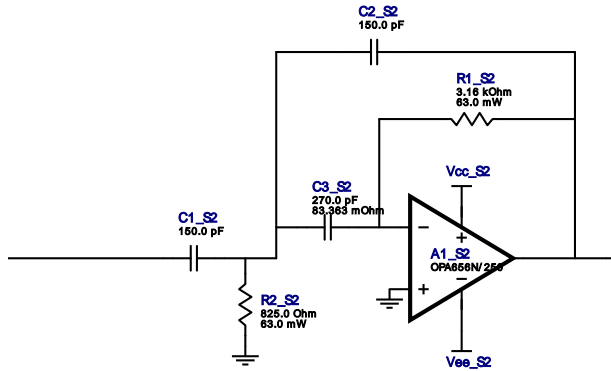 C2_S2
150.0 pF
R1_S2
3.16 kOhm
63.0 mW
Vcc_S2
C3_S2
270.0 pF
83.363 mOhm
C1_S2
150.0 pF
−
+
A1_S2
OPA656N/250
−
+
R2_S2
825.0 Ohm
63.0 mW
Vee_S2